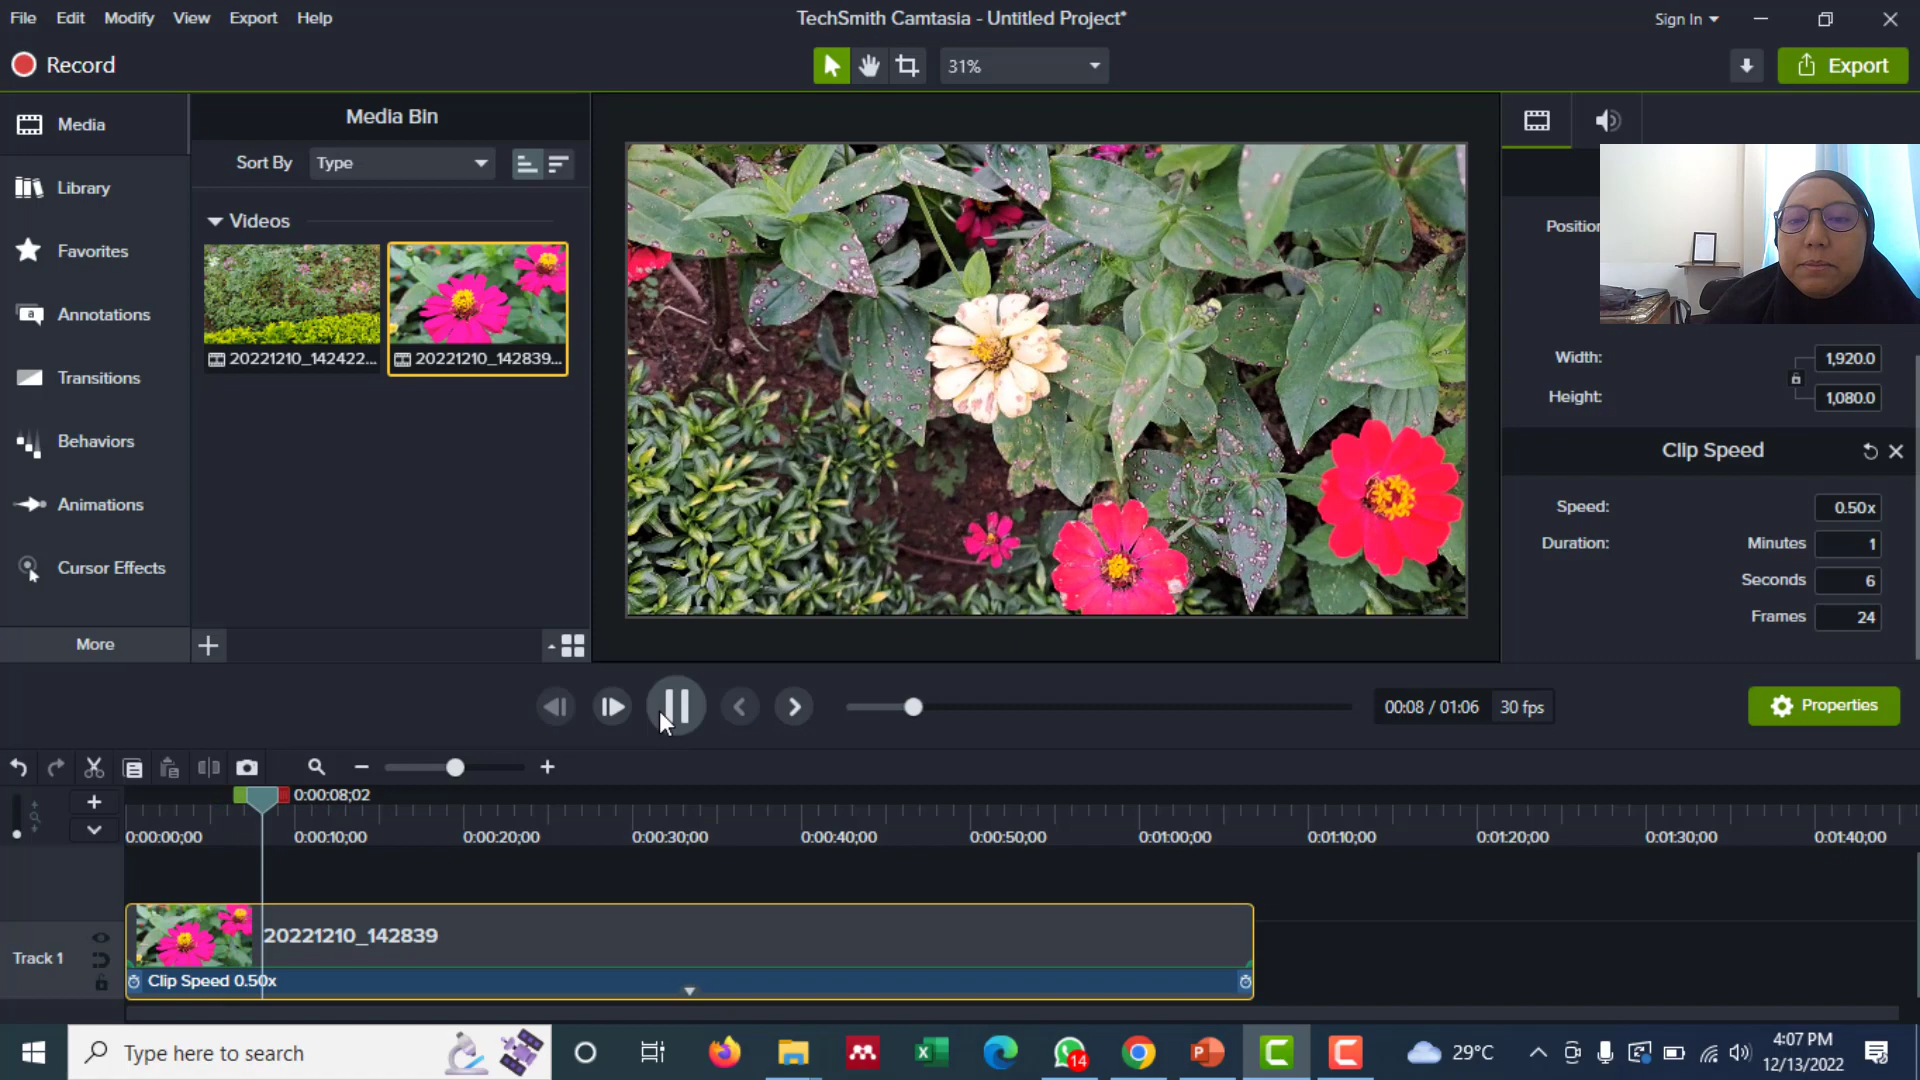 File Edit Modify View Export Help
TechSmith Camtasia - Untitled Project*
Sign In
Record
31%
Export
Media
Library
Favorites
Annotations
Transitions
Behaviors
Animations
Cursor Effects
More
Media Bin
Sort By Type
Videos
20221210_142422...
20221210_142839...
Width: 1,920.0
Height: 1,080.0
Clip Speed
Speed: 0.50x
Duration: Minutes 1
Seconds 6
Frames 24
00:08 / 01:06 30 fps
Properties
0:00:08;02
0:00:00;00 0:00:10;00 0:00:20;00 0:00:30;00 0:00:40;00 0:00:50;00 0:01:00;00 0:01:10;00 0:01:20;00 0:01:30;00 0:01:40;00
Track 1
20221210_142839
Clip Speed 0.50x
Type here to search
14
29°C
4:07 PM
12/13/2022